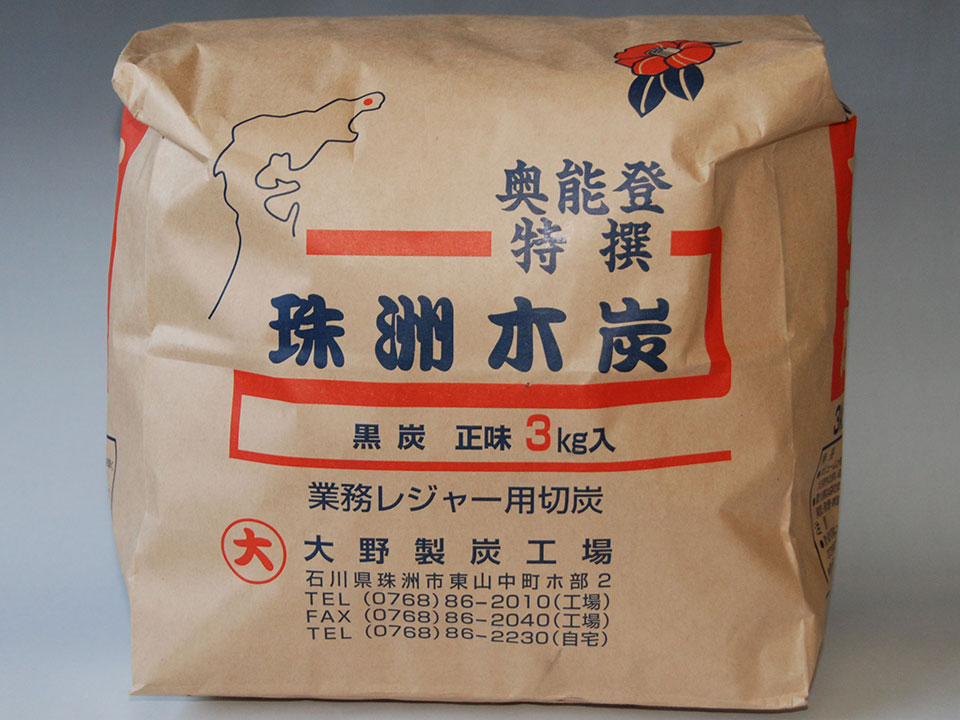 奥能登
特撰
珠洲木炭
黒炭 正味 3kg入
業務レジャー用切炭
大 大野製炭工場
石川県珠洲市東山中町ホ部2
TEL (0768)86-2010(工場)
FAX (0768)86-2040(工場)
TEL (0768)86-2230(自宅)